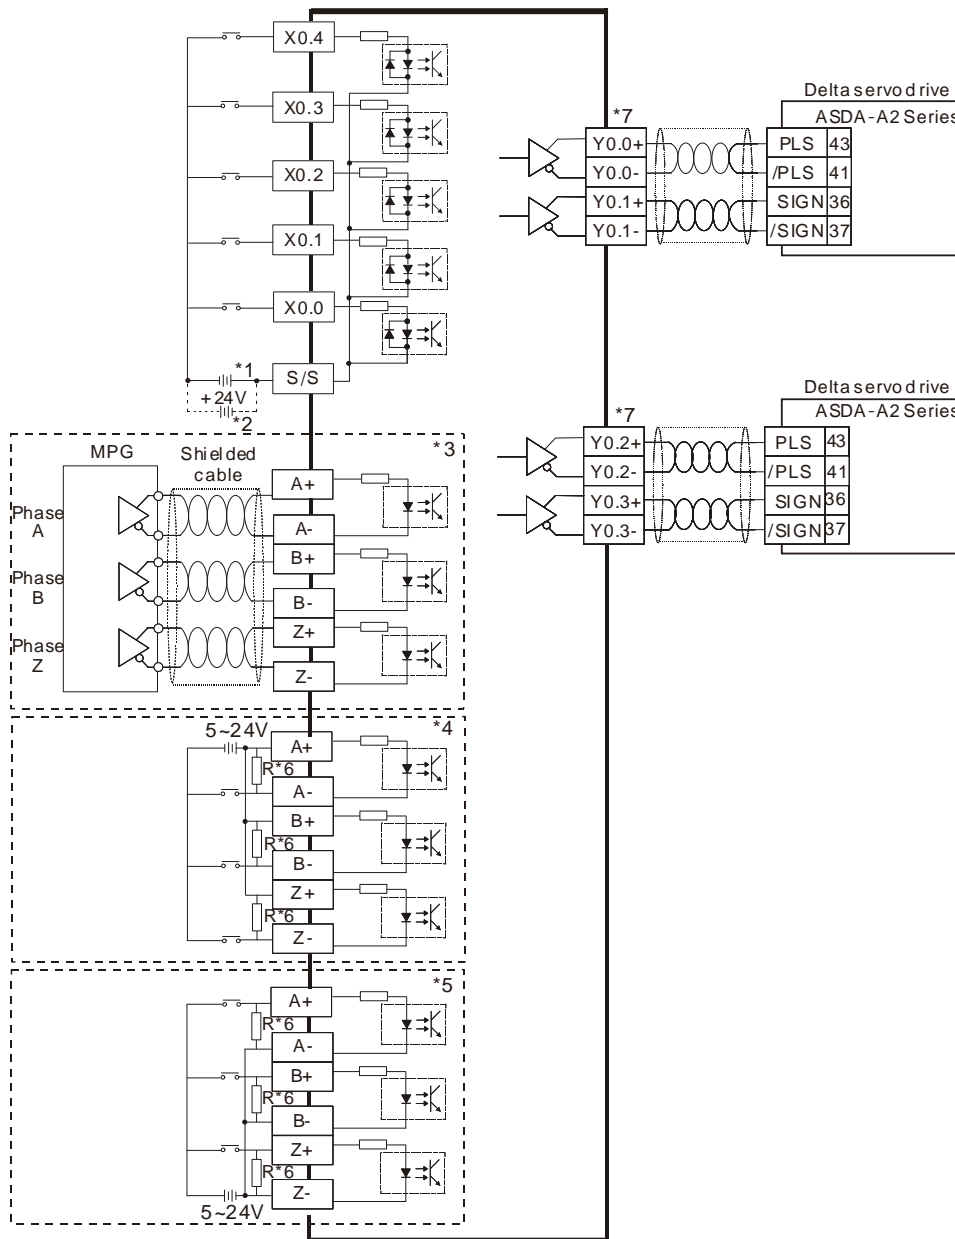 X0.4
X0.3
X0.2
X0.1
X0.0
*1
S/S
+24V
*2
*3
MPG
Shielded
cable
Phase
A
A+
A-
Phase
B
B+
B-
Phase
Z
Z+
Z-
*4
5~24V
A+
R*6
A-
B+
R*6
B-
Z+
R*6
Z-
*5
A+
R*6
A-
B+
R*6
B-
Z+
R*6
Z-
5~24V
Delta servo drive
ASDA-A2 Series
*7
Y0.0+
PLS 43
Y0.0-
/PLS 41
Y0.1+
SIGN 36
Y0.1-
/SIGN 37
Delta servo drive
ASDA-A2 Series
*7
Y0.2+
PLS 43
Y0.2-
/PLS 41
Y0.3+
SIGN 36
Y0.3-
/SIGN 37